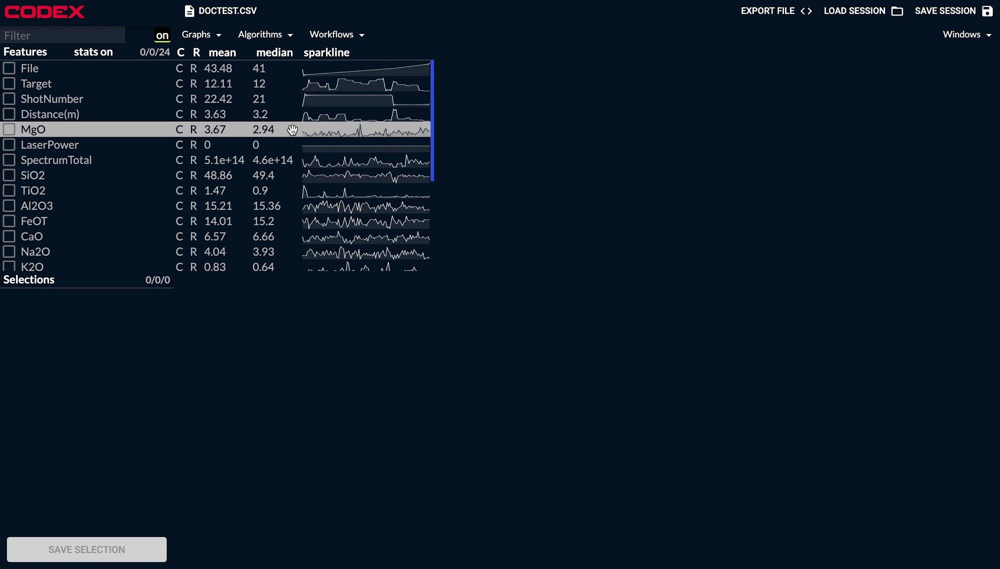 CODEX DOCTEST.CSV EXPORT FILE <> LOAD SESSION SAVE SESSION
Filter on Graphs Algorithms Workflows Windows
Features stats on 0/0/24 C R mean median sparkline
File C R 43.48 41
Target C R 12.11 12
ShotNumber C R 22.42 21
Distance(m) C R 3.63 3.2
MgO C R 3.67 2.94
LaserPower C R 0 0
SpectrumTotal C R 5.1e+14 4.6e+14
SiO2 C R 48.86 49.4
TiO2 C R 1.47 0.9
Al2O3 C R 15.21 15.36
FeOT C R 14.01 15.2
CaO C R 6.57 6.66
Na2O C R 4.04 3.93
K2O C R 0.83 0.64
Selections 0/0/0
SAVE SELECTION